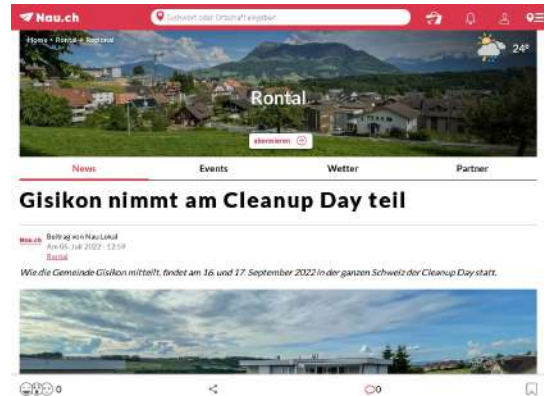 Nau.ch
Suchwort oder Ortschaft eingeben
Home • Rontal • Regional
24°
Rontal
abonnieren
News Events Wetter Partner
Gisikon nimmt am Cleanup Day teil
Nau.ch
Beitrag von Nau Lokal
Am 05. Juli 2022 - 12:59
Rontal
Wie die Gemeinde Gisikon mitteilt, findet am 16. und 17. September 2022 in der ganzen Schweiz der Cleanup Day statt.
0
0